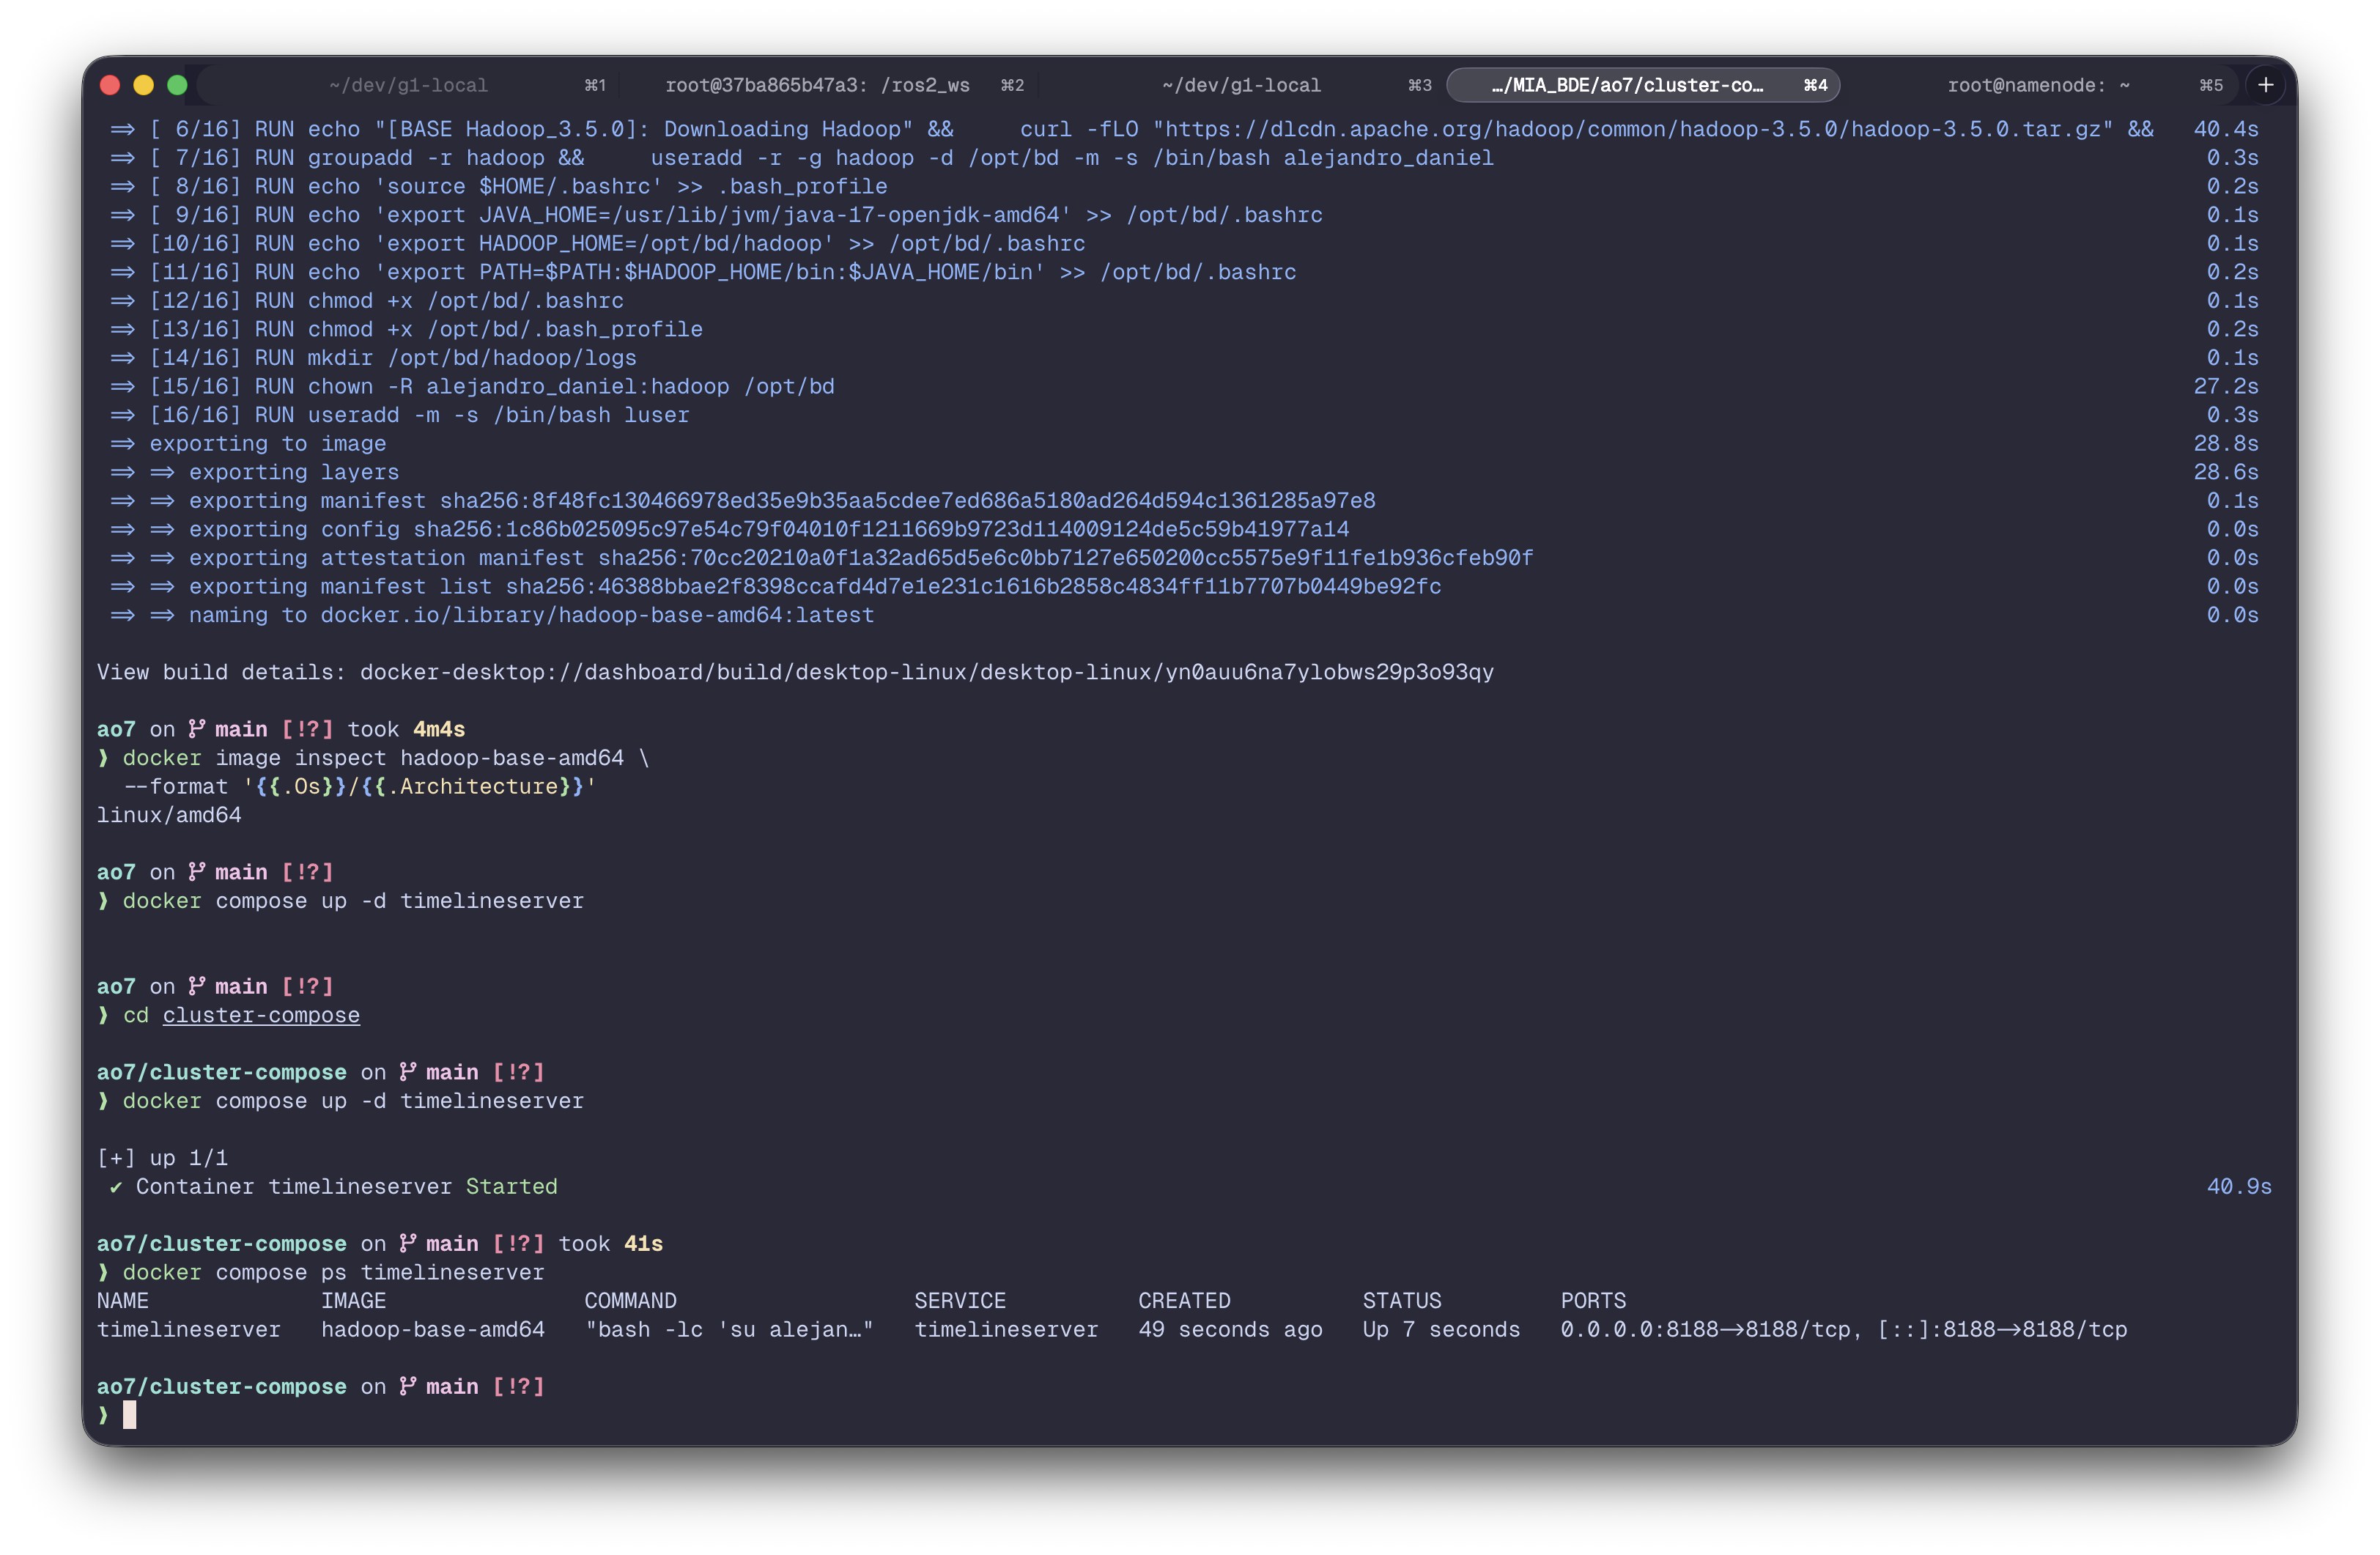 ~/dev/g1-local ⌘1 root@37ba865b47a3: /ros2_ws ⌘2 ~/dev/g1-local ⌘3 …/MIA_BDE/ao7/cluster-co… ⌘4 root@namenode: ~ ⌘5 +
=> [ 6/16] RUN echo "[BASE Hadoop_3.5.0]: Downloading Hadoop" &&     curl -fLO "https://dlcdn.apache.org/hadoop/common/hadoop-3.5.0/hadoop-3.5.0.tar.gz" && 40.4s
=> [ 7/16] RUN groupadd -r hadoop &&     useradd -r -g hadoop -d /opt/bd -m -s /bin/bash alejandro_daniel 0.3s
=> [ 8/16] RUN echo 'source $HOME/.bashrc' >> .bash_profile 0.2s
=> [ 9/16] RUN echo 'export JAVA_HOME=/usr/lib/jvm/java-17-openjdk-amd64' >> /opt/bd/.bashrc 0.1s
=> [10/16] RUN echo 'export HADOOP_HOME=/opt/bd/hadoop' >> /opt/bd/.bashrc 0.1s
=> [11/16] RUN echo 'export PATH=$PATH:$HADOOP_HOME/bin:$JAVA_HOME/bin' >> /opt/bd/.bashrc 0.2s
=> [12/16] RUN chmod +x /opt/bd/.bashrc 0.1s
=> [13/16] RUN chmod +x /opt/bd/.bash_profile 0.2s
=> [14/16] RUN mkdir /opt/bd/hadoop/logs 0.1s
=> [15/16] RUN chown -R alejandro_daniel:hadoop /opt/bd 27.2s
=> [16/16] RUN useradd -m -s /bin/bash luser 0.3s
=> exporting to image 28.8s
=> => exporting layers 28.6s
=> => exporting manifest sha256:8f48fc130466978ed35e9b35aa5cdee7ed686a5180ad264d594c1361285a97e8 0.1s
=> => exporting config sha256:1c86b025095c97e54c79f04010f1211669b9723d114009124de5c59b41977a14 0.0s
=> => exporting attestation manifest sha256:70cc20210a0f1a32ad65d5e6c0bb7127e650200cc5575e9f11fe1b936cfeb90f 0.0s
=> => exporting manifest list sha256:46388bbae2f8398ccafd4d7e1e231c1616b2858c4834ff11b7707b0449be92fc 0.0s
=> => naming to docker.io/library/hadoop-base-amd64:latest 0.0s
View build details: docker-desktop://dashboard/build/desktop-linux/desktop-linux/yn0auu6na7ylobws29p3o93qy
ao7 on main [!?] took 4m4s
❯ docker image inspect hadoop-base-amd64 \
--format '{{.Os}}/{{.Architecture}}'
linux/amd64
ao7 on main [!?]
❯ docker compose up -d timelineserver
ao7 on main [!?]
❯ cd cluster-compose
ao7/cluster-compose on main [!?]
❯ docker compose up -d timelineserver
[+] up 1/1
✔ Container timelineserver Started 40.9s
ao7/cluster-compose on main [!?] took 41s
❯ docker compose ps timelineserver
NAME IMAGE COMMAND SERVICE CREATED STATUS PORTS
timelineserver hadoop-base-amd64 "bash -lc 'su alejan…" timelineserver 49 seconds ago Up 7 seconds 0.0.0.0:8188->8188/tcp, [::]:8188->8188/tcp
ao7/cluster-compose on main [!?]
❯